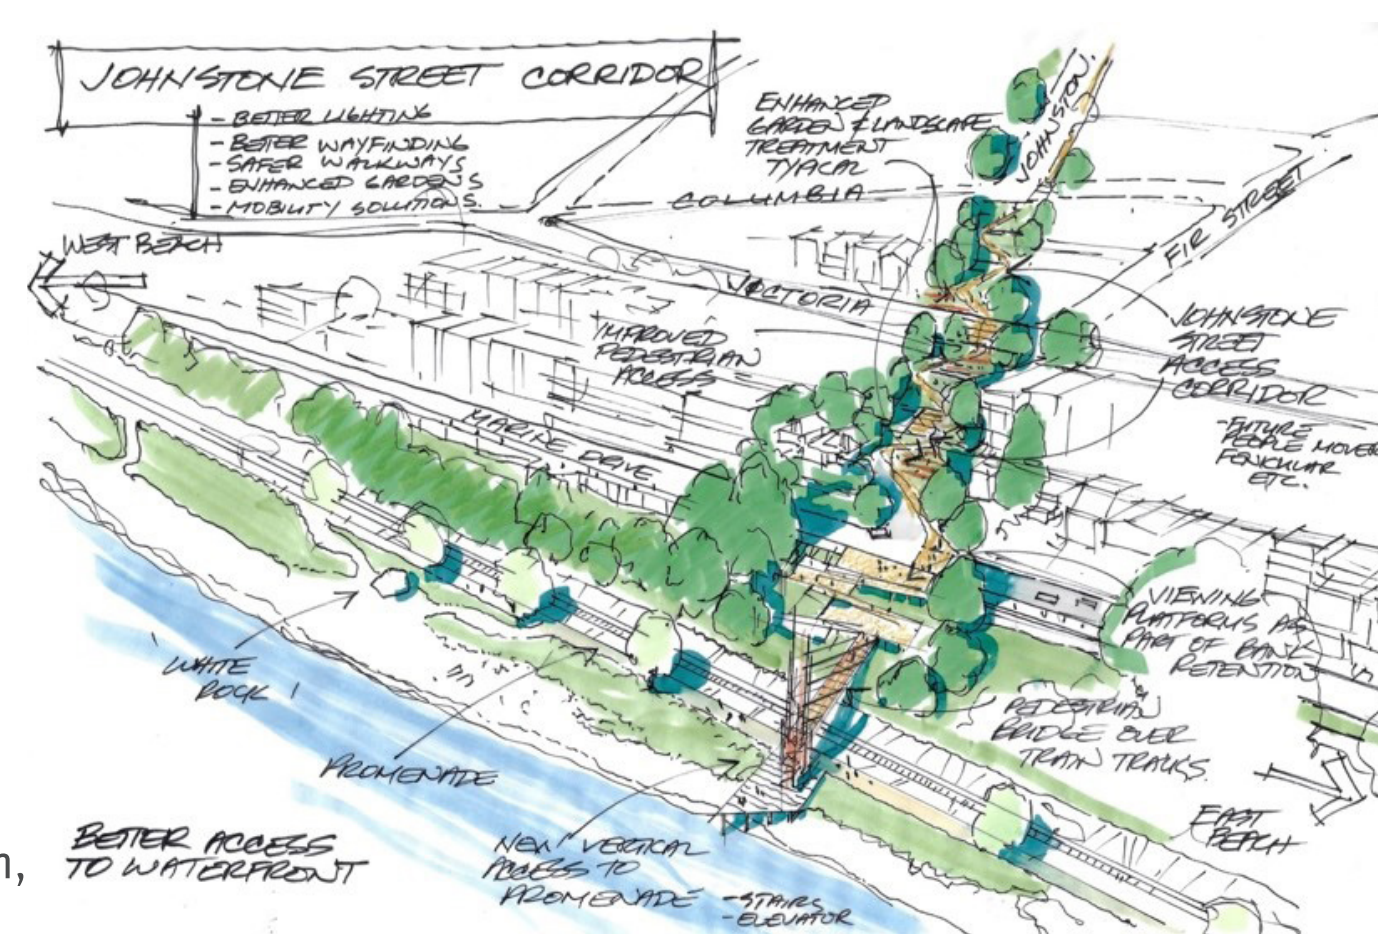 JOHNSTONE STREET CORRIDOR
- BETTER LIGHTING
- BETTER WAYFINDING
- SAFER WALKWAYS
- ENHANCED GARDENS
- MOBILITY SOLUTIONS.
ENHANCED
GARDEN & LANDSCAPE
TREATMENT
TYPICAL
JOHNSTON.
JOHNSTON
COLUMBIA
FIR STREET
WEST BEACH
VICTORIA
IMPROVED
PEDESTRIAN
ACCESS
JOHNSTONE
STREET
ACCESS
CORRIDOR
- FUTURE
PEOPLE MOVER
FENICULAR
ETC.
MARINE DRIVE
VIEWING
PLATFORMS AS
PART OF BANK
RETENTION
WHITE
ROCK !
PEDESTRIAN
BRIDGE OVER
TRAIN TRACKS.
PROMENADE
EAST
BEACH
BETTER ACCESS
TO WATERFRONT
NEW VERTICAL
ACCESS TO
PROMENADE
- STAIRS
- ELEVATOR